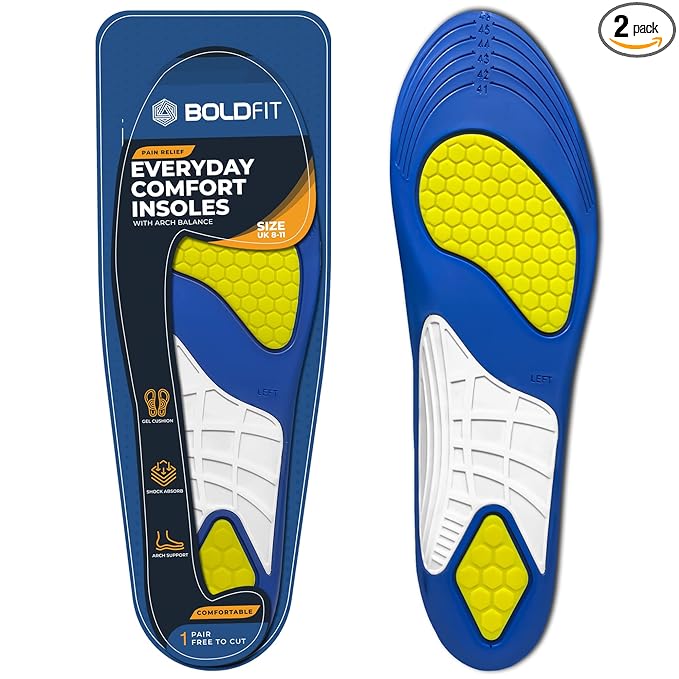 2 pack
BOLDFIT
PAIN RELIEF
EVERYDAY
COMFORT
INSOLES
WITH ARCH BALANCE
SIZE
UK 8-11
LEFT
GEL CUSHION
SHOCK ABSORB
ARCH SUPPORT
COMFORTABLE
1 PAIR
FREE TO CUT
46
45
44
43
42
41
LEFT